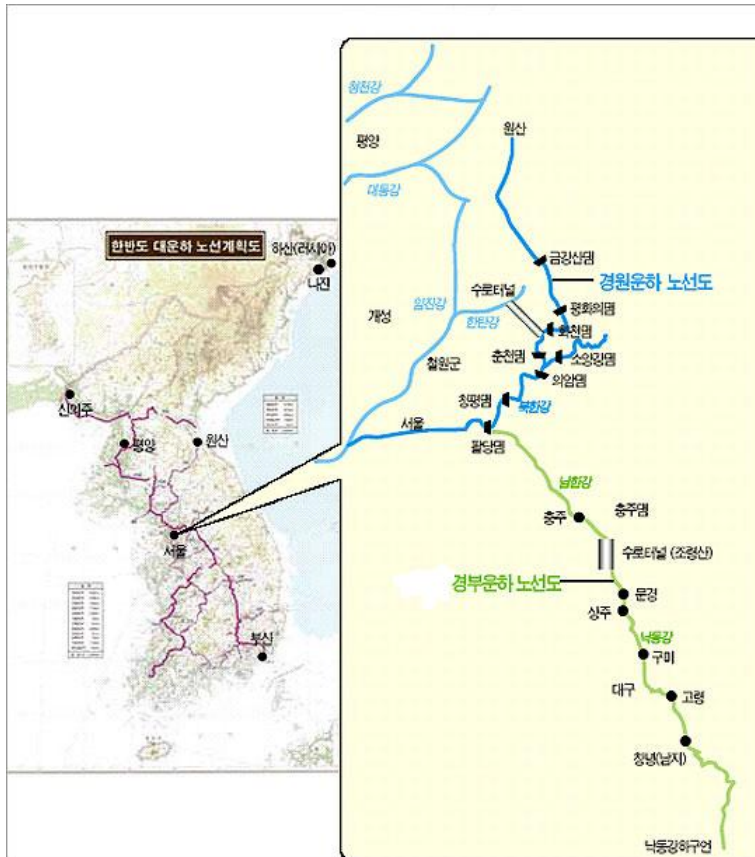 한반도 대운하 노선계획도
하산(러시아)
나진
신의주
평양
원산
서울
부산
청천강
평양
원산
대동강
금강산댐
경원운하 노선도
수로터널
평화의댐
임진강
개성
한탄강
화천댐
철원군
춘천댐
소양강댐
의암댐
청평댐
북한강
서울
팔당댐
남한강
충주
충주댐
수로터널 (조령산)
경부운하 노선도
문경
상주
낙동강
구미
대구
고령
창녕(남지)
낙동강하구언